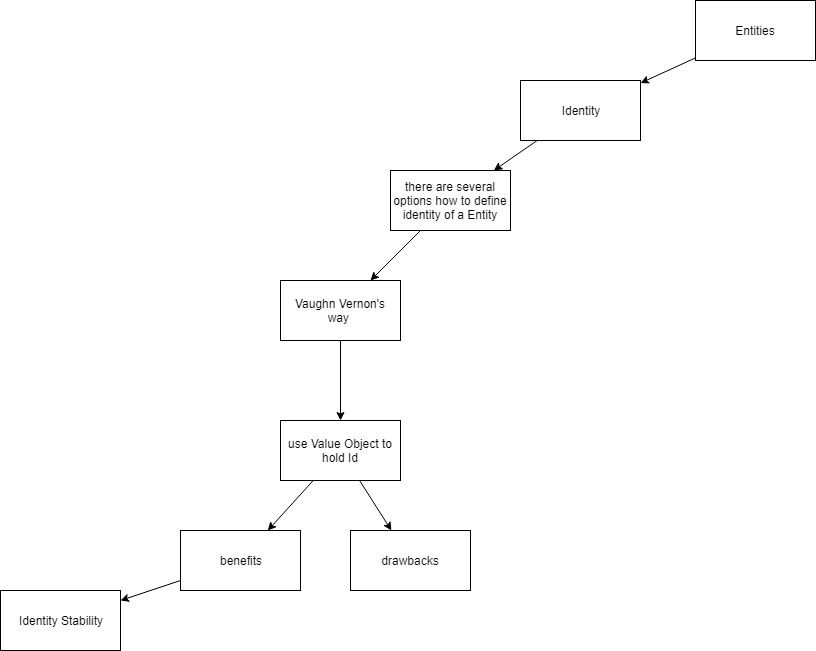 Entities
Identity
there are several
options how to define
identity of a Entity
Vaughn Vernon's
way
use Value Object to
hold Id
benefits
drawbacks
Identity Stability